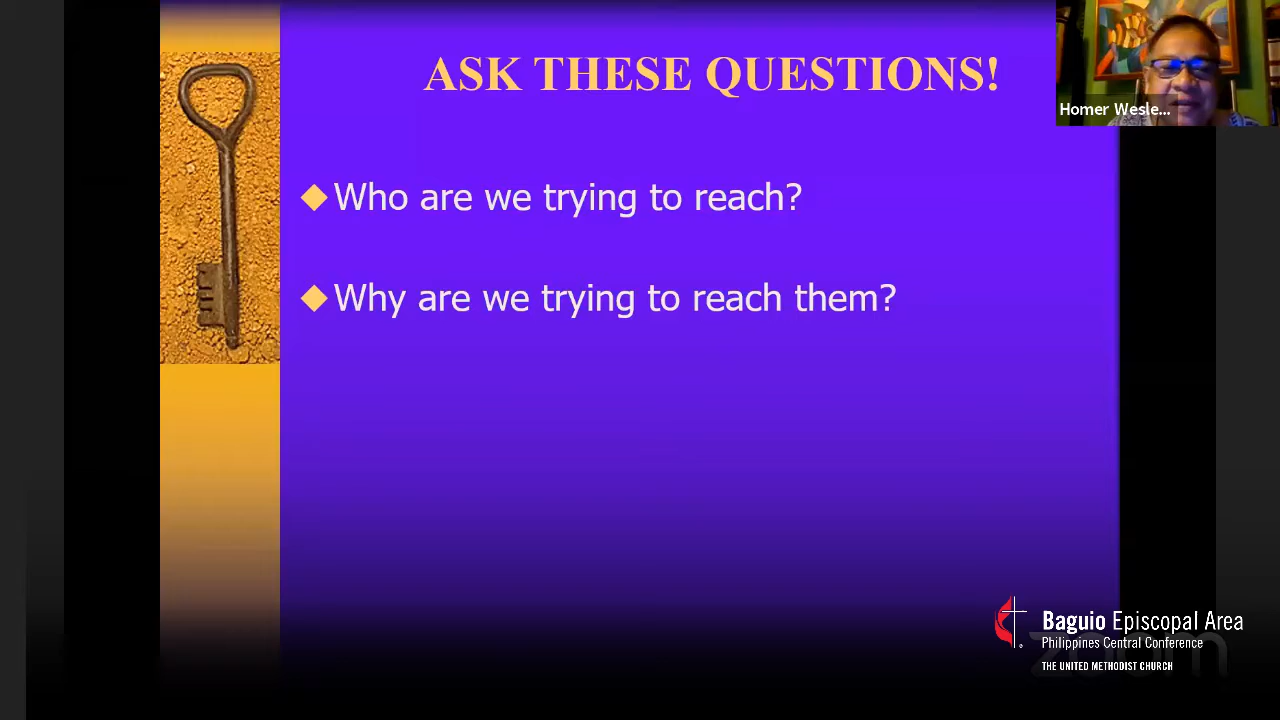 ASK THESE QUESTIONS!
Homer Wesle...
Who are we trying to reach?
Why are we trying to reach them?
Baguio Episcopal Area
Philippines Central Conference
THE UNITED METHODIST CHURCH
zoom